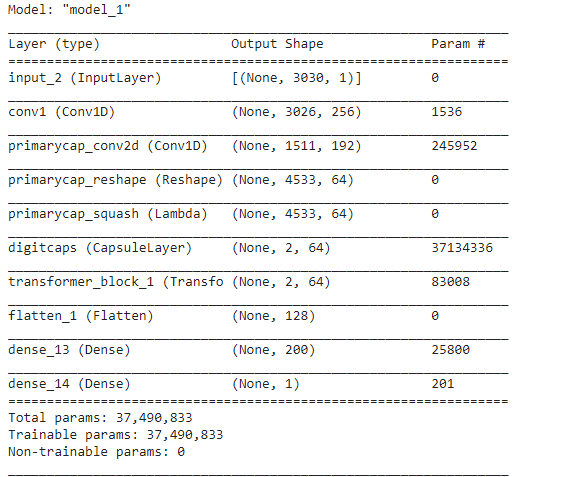 Model: "model_1"
Layer (type) Output Shape Param #
input_2 (InputLayer) [(None, 3030, 1)] 0
conv1 (Conv1D) (None, 3026, 256) 1536
primarycap_conv2d (Conv1D) (None, 1511, 192) 245952
primarycap_reshape (Reshape) (None, 4533, 64) 0
primarycap_squash (Lambda) (None, 4533, 64) 0
digitcaps (CapsuleLayer) (None, 2, 64) 37134336
transformer_block_1 (Transfo (None, 2, 64) 83008
flatten_1 (Flatten) (None, 128) 0
dense_13 (Dense) (None, 200) 25800
dense_14 (Dense) (None, 1) 201
Total params: 37,490,833
Trainable params: 37,490,833
Non-trainable params: 0